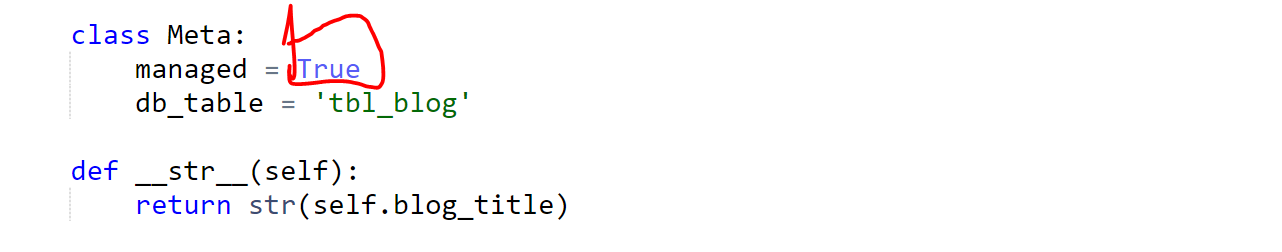 class Meta:
managed = True
db_table = 'tbl_blog'
def __str__(self):
return str(self.blog_title)